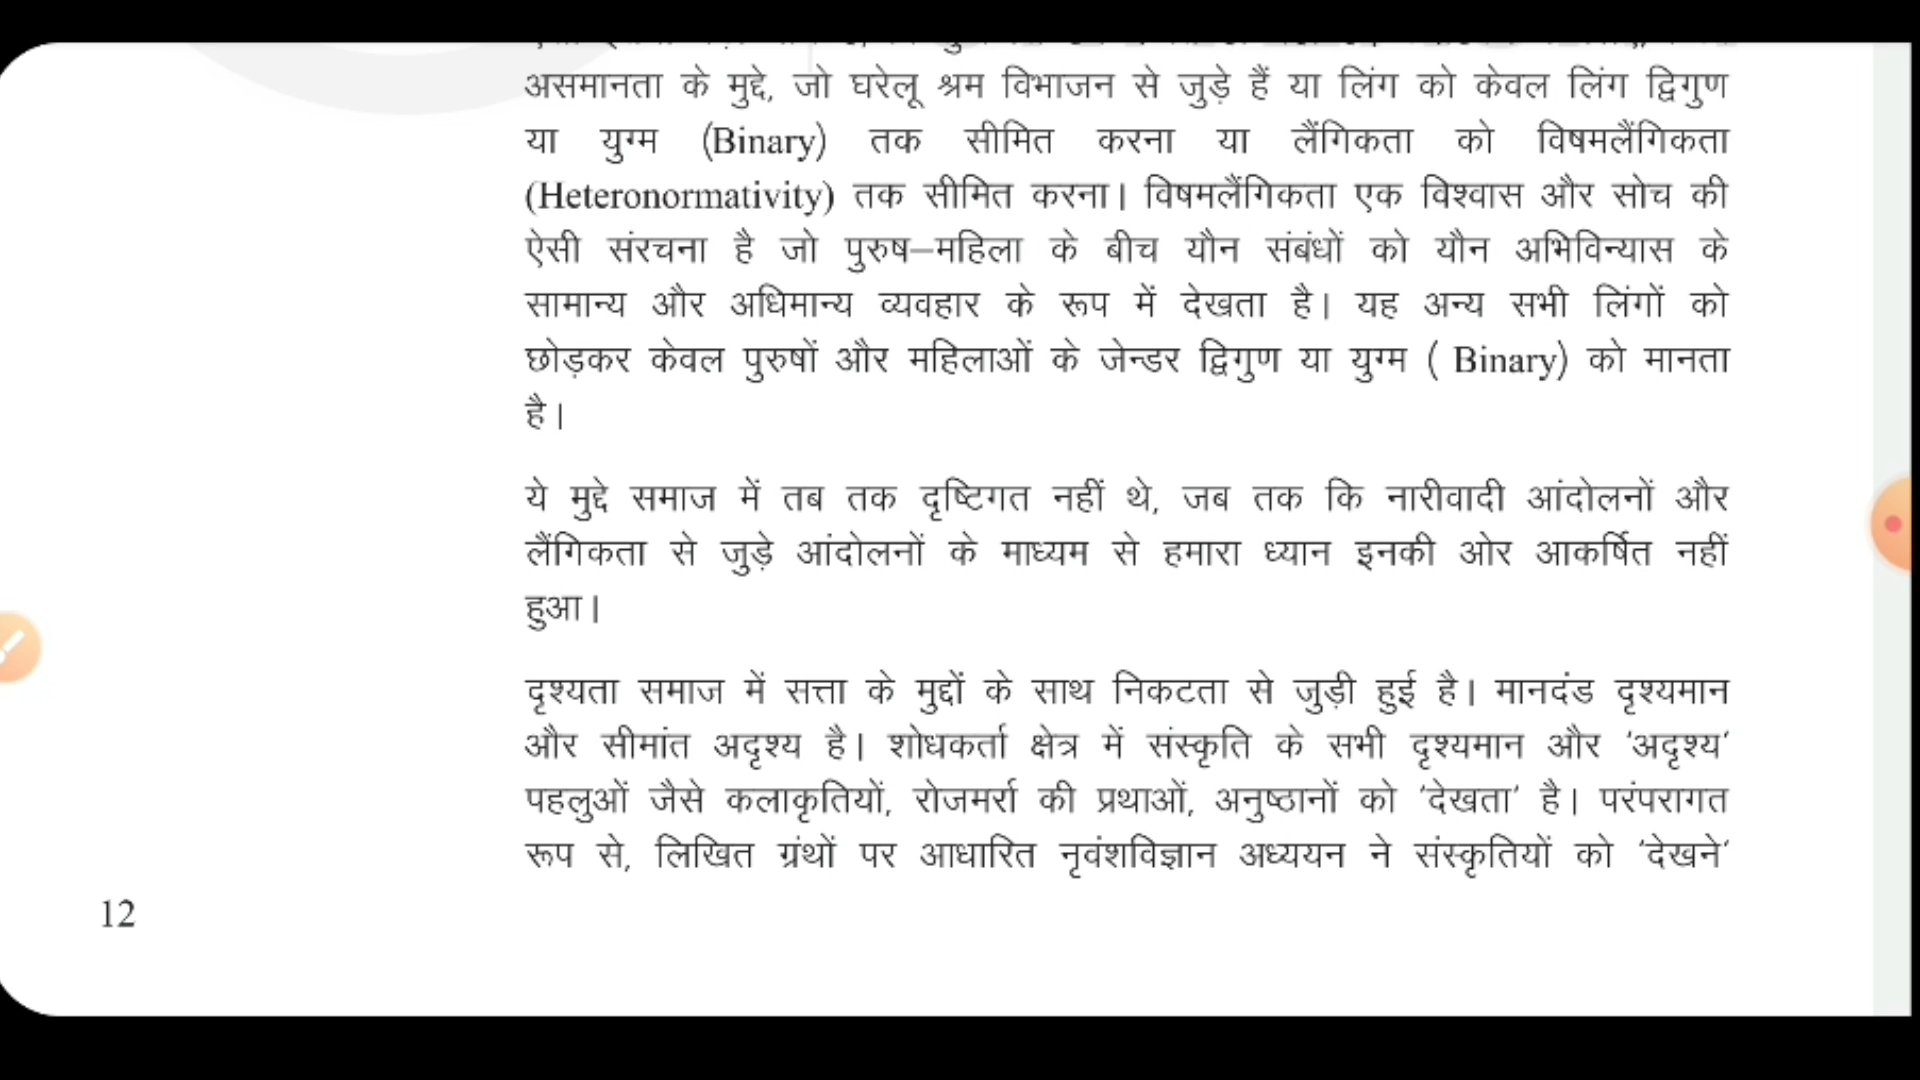 असमानता के मुद्दे, जो घरेलू श्रम विभाजन से जुड़े हैं या लिंग को केवल लिंग द्विगुण
या युग्म (Binary) तक सीमित करना या लैंगिकता को विषमलैंगिकता
(Heteronormativity) तक सीमित करना। विषमलैंगिकता एक विश्वास और सोच की
ऐसी संरचना है जो पुरुष–महिला के बीच यौन संबंधों को यौन अभिविन्यास के
सामान्य और अधिमान्य व्यवहार के रूप में देखता है। यह अन्य सभी लिंगों को
छोड़कर केवल पुरुषों और महिलाओं के जेन्डर द्विगुण या युग्म ( Binary) को मानता
है।
ये मुद्दे समाज में तब तक दृष्टिगत नहीं थे, जब तक कि नारीवादी आंदोलनों और
लैंगिकता से जुड़े आंदोलनों के माध्यम से हमारा ध्यान इनकी ओर आकर्षित नहीं
हुआ।
दृश्यता समाज में सत्ता के मुद्दों के साथ निकटता से जुड़ी हुई है। मानदंड दृश्यमान
और सीमांत अदृश्य है। शोधकर्ता क्षेत्र में संस्कृति के सभी दृश्यमान और ‘अदृश्य’
पहलुओं जैसे कलाकृतियों, रोजमर्रा की प्रथाओं, अनुष्ठानों को ‘देखता’ है। परंपरागत
रूप से, लिखित ग्रंथों पर आधारित नृवंशविज्ञान अध्ययन ने संस्कृतियों को ‘देखने’
12